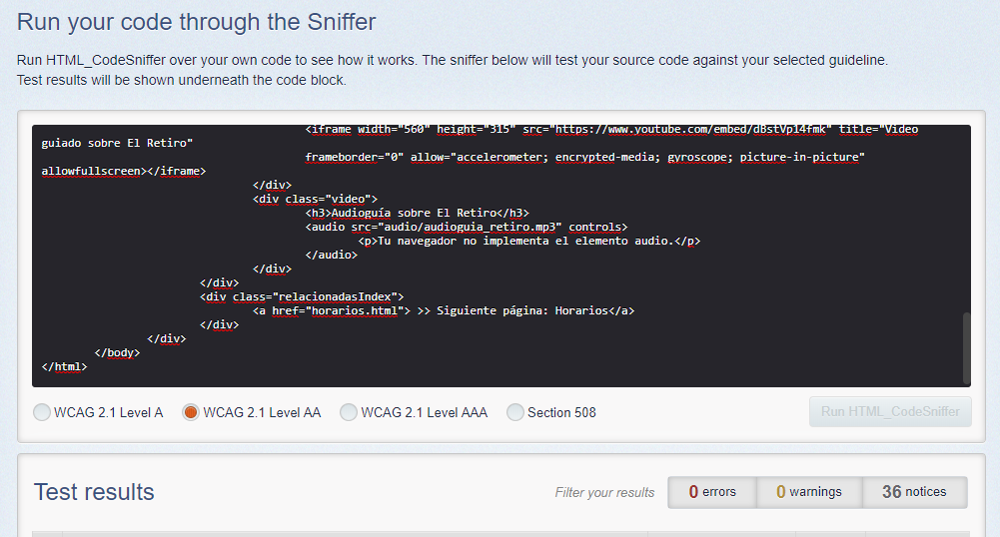 Run your code through the Sniffer
Run HTML_CodeSniffer over your own code to see how it works. The sniffer below will test your source code against your selected guideline.
Test results will be shown underneath the code block.
<iframe width="560" height="315" src="https://www.youtube.com/embed/dBstVp14fmk" title="Video
guiado sobre El Retiro"
frameborder="0" allow="accelerometer; encrypted-media; gyroscope; picture-in-picture"
allowfullscreen></iframe>
</div>
<div class="video">
<h3>Audioguía sobre El Retiro</h3>
<audio src="audio/audioguia_retiro.mp3" controls>
<p>Tu navegador no implementa el elemento audio.</p>
</audio>
</div>
</div>
<div class="relacionadasIndex">
<a href="horarios.html"> >> Siguiente página: Horarios</a>
</div>
</div>
</body>
</html>
WCAG 2.1 Level A WCAG 2.1 Level AA WCAG 2.1 Level AAA Section 508 Run HTML_CodeSniffer
Test results Filter your results 0 errors 0 warnings 36 notices